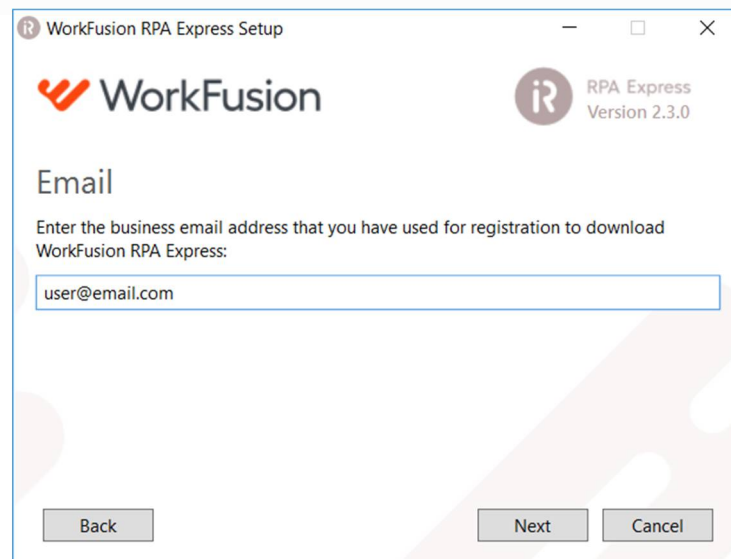 WorkFusion RPA Express Setup
WorkFusion
iR
RPA Express
Version 2.3.0
Email
Enter the business email address that you have used for registration to download
WorkFusion RPA Express:
user@email.com
Back
Next
Cancel